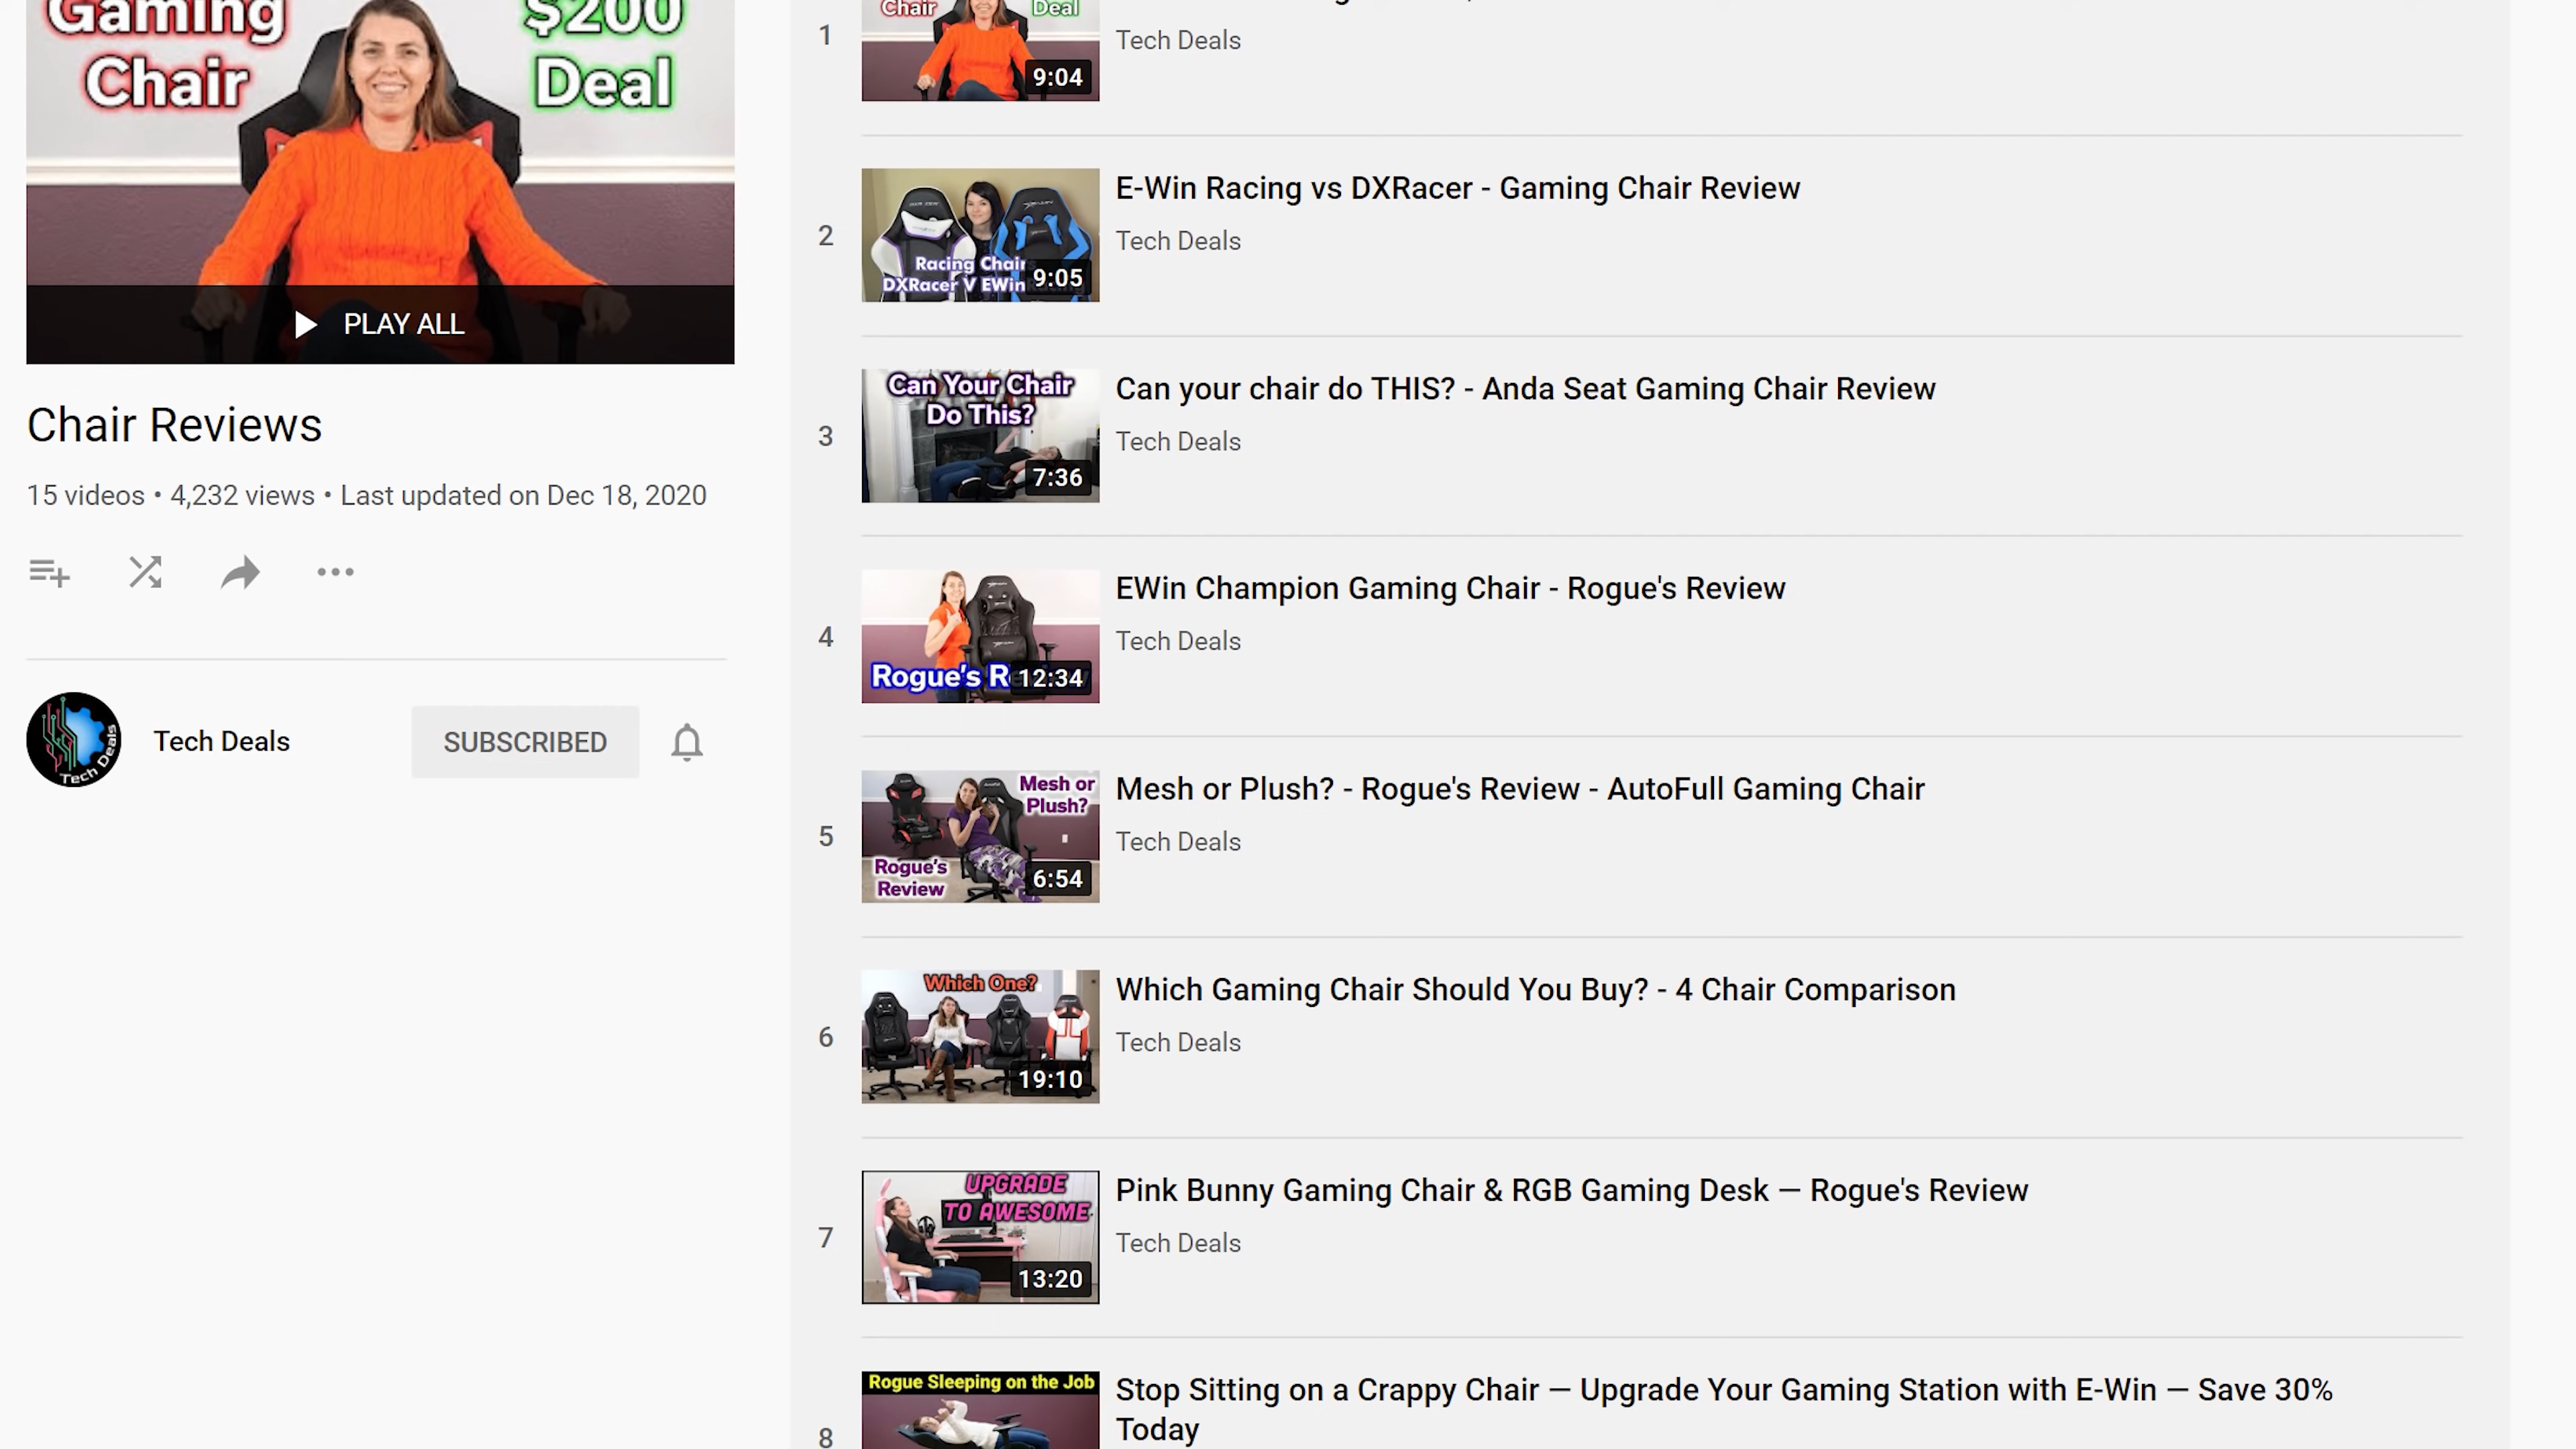 Gaming
$200
Chair
Deal
PLAY ALL
Chair Reviews
15 videos • 4,232 views • Last updated on Dec 18, 2020
Tech Deals
Tech Deals
SUBSCRIBED
1
Chair
Deal
9:04
Tech Deals
2
Racing Chair
DXRacer V EWin
9:05
E-Win Racing vs DXRacer - Gaming Chair Review
Tech Deals
3
Can Your Chair
Do This?
7:36
Can your chair do THIS? - Anda Seat Gaming Chair Review
Tech Deals
4
Rogue's R
12:34
EWin Champion Gaming Chair - Rogue's Review
Tech Deals
5
Mesh or
Plush?
Rogue's
Review
6:54
Mesh or Plush? - Rogue's Review - AutoFull Gaming Chair
Tech Deals
6
Which One?
19:10
Which Gaming Chair Should You Buy? - 4 Chair Comparison
Tech Deals
7
UPGRADE
TO AWESOME
13:20
Pink Bunny Gaming Chair & RGB Gaming Desk — Rogue's Review
Tech Deals
8
Rogue Sleeping on the Job
Stop Sitting on a Crappy Chair — Upgrade Your Gaming Station with E-Win — Save 30%
Today